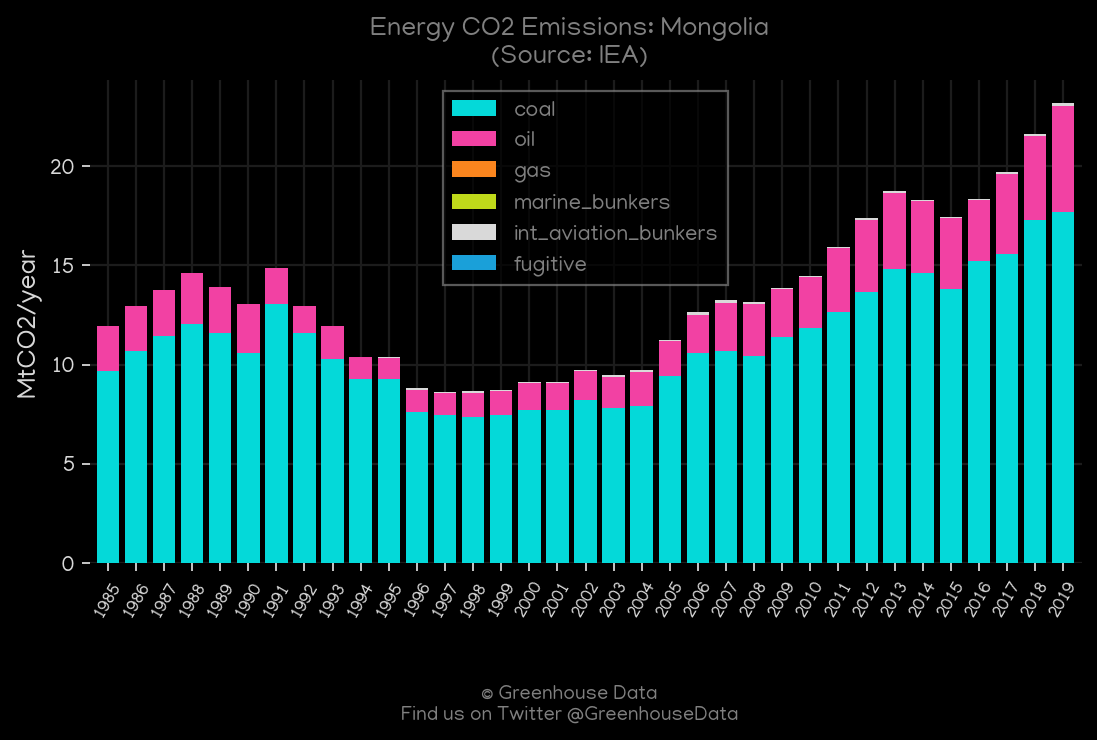 Energy CO2 Emissions: Mongolia
(Source: IEA)
coal
oil
gas
marine_bunkers
int_aviation_bunkers
fugitive
MtCO2/year
20
15
10
5
0
1985 1986 1987 1988 1989 1990 1991 1992 1993 1994 1995 1996 1997 1998 1999 2000 2001 2002 2003 2004 2005 2006 2007 2008 2009 2010 2011 2012 2013 2014 2015 2016 2017 2018 2019
© Greenhouse Data
Find us on Twitter @GreenhouseData